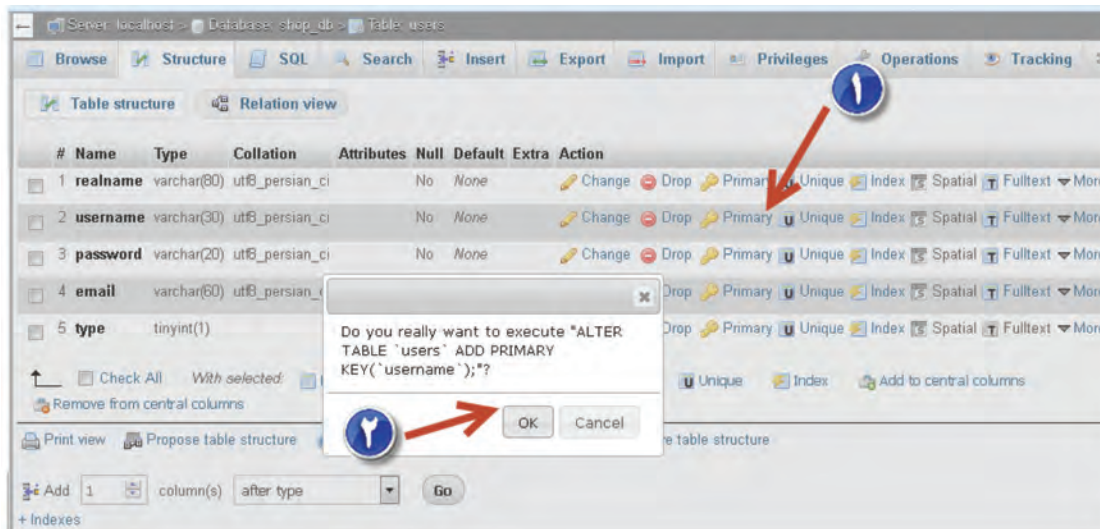 Server: localhost » Database: shop_db » Table: users
Browse Structure SQL Search Insert Export Import Privileges Operations Tracking
Table structure Relation view
# Name Type Collation Attributes Null Default Extra Action
1 realname varchar(80) utf8_persian_ci No None Change Drop Primary Unique Index Spatial Fulltext More
2 username varchar(30) utf8_persian_ci No None Change Drop Primary Unique Index Spatial Fulltext More
3 password varchar(20) utf8_persian_ci No None Change Drop Primary Unique Index Spatial Fulltext More
4 email varchar(60) utf8_persian_ Drop Primary Unique Index Spatial Fulltext More
5 type tinyint(1) Drop Primary Unique Index Spatial Fulltext More
۱
Do you really want to execute "ALTER
TABLE `users` ADD PRIMARY
KEY(`username`);"?
OK Cancel
۲
Check All With selected: Unique Index Add to central columns
Remove from central columns
Print view Propose table structure re table structure
Add 1 column(s) after type Go
+ Indexes